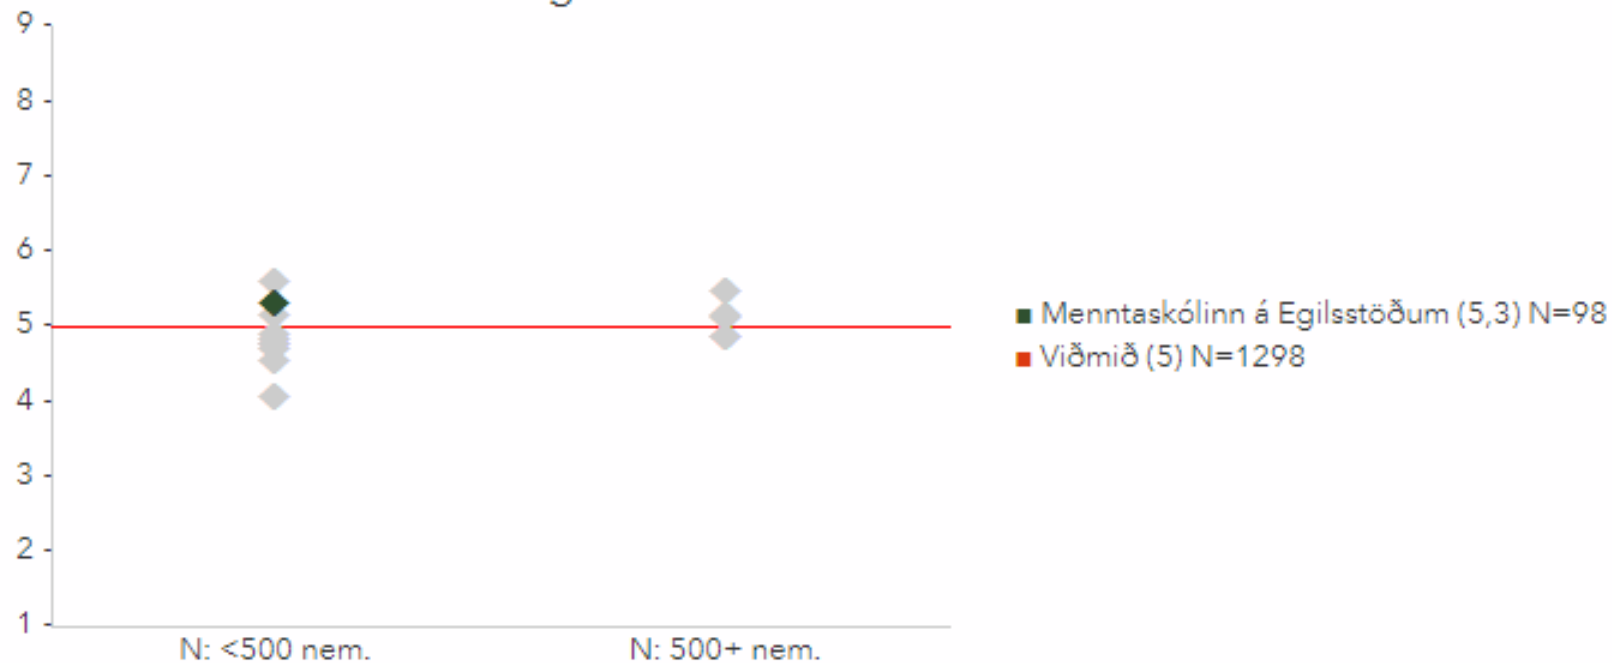 9
8
7
6
5
4
3
2
1
N: <500 nem.
N: 500+ nem.
Menntaskólinn á Egilsstöðum (5,3) N=98
Viðmið (5) N=1298